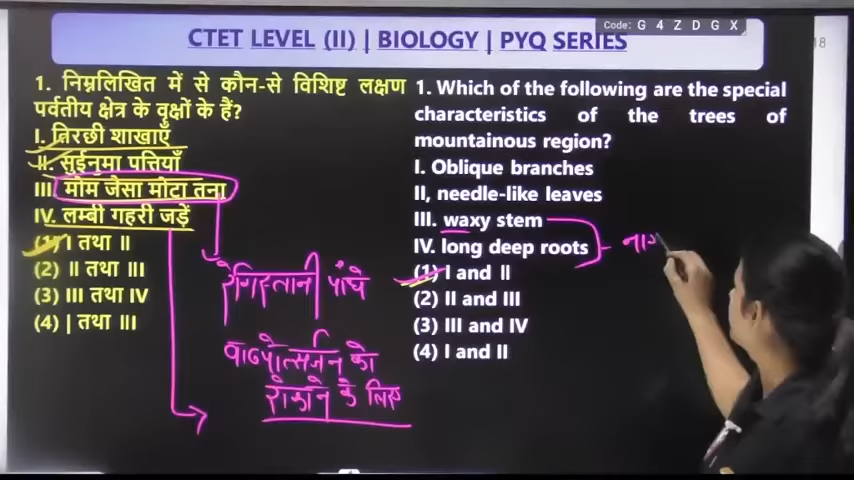 Code: G 4 Z D G X
18
CTET LEVEL (II) | BIOLOGY | PYQ SERIES
1. निम्नलिखित में से कौन-से विशिष्ट लक्षण
पर्वतीय क्षेत्र के वृक्षों के हैं?
I. तिरछी शाखाएँ
II. सुईनुमा पत्तियाँ
III मोम जैसा मोटा तना
IV. लम्बी गहरी जड़ें
(1) I तथा II
(2) II तथा III
(3) III तथा IV
(4) | तथा III
1. Which of the following are the special
characteristics of the trees of
mountainous region?
I. Oblique branches
II, needle-like leaves
III. waxy stem
IV. long deep roots
(1) I and II
(2) II and III
(3) III and IV
(4) I and II
रेगिस्तानी पौधे
वाष्पोत्सर्जन को
रोकने के लिए